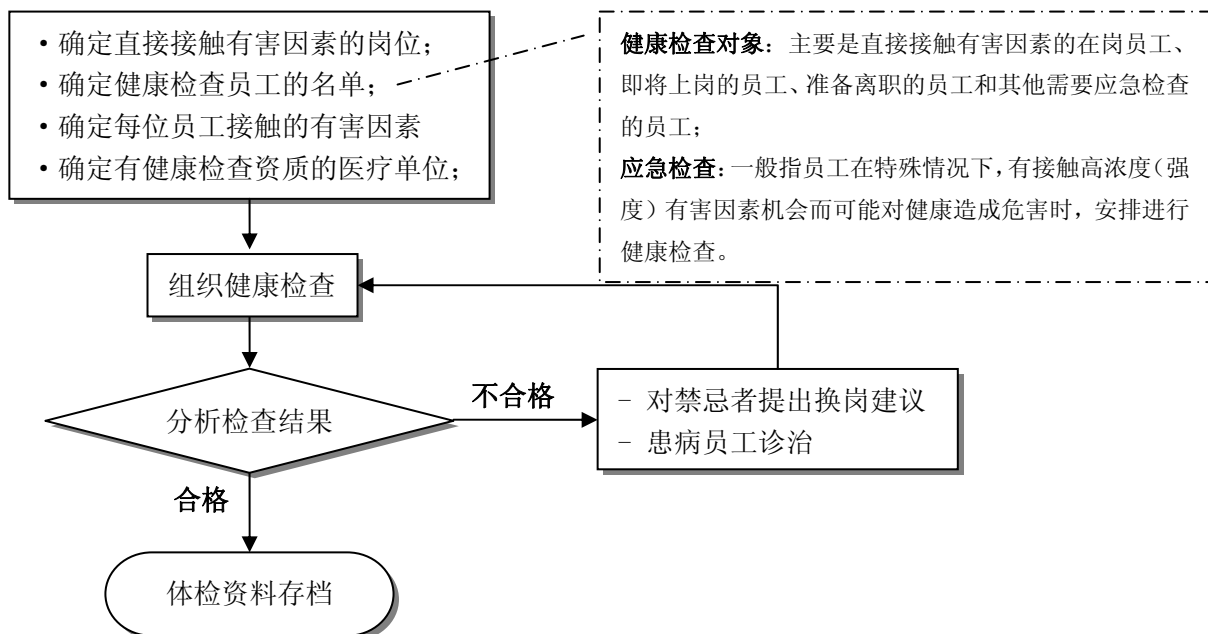 ·确定直接接触有害因素的岗位；
·确定健康检查员工的名单；
·确定每位员工接触的有害因素
·确定有健康检查资质的医疗单位；
健康检查对象：主要是直接接触有害因素的在岗员工、
即将上岗的员工、准备离职的员工和其他需要应急检查
的员工；
应急检查：一般指员工在特殊情况下，有接触高浓度（强
度）有害因素机会而可能对健康造成危害时，安排进行
健康检查。
组织健康检查
分析检查结果
不合格
- 对禁忌者提出换岗建议
- 患病员工诊治
合格
体检资料存档